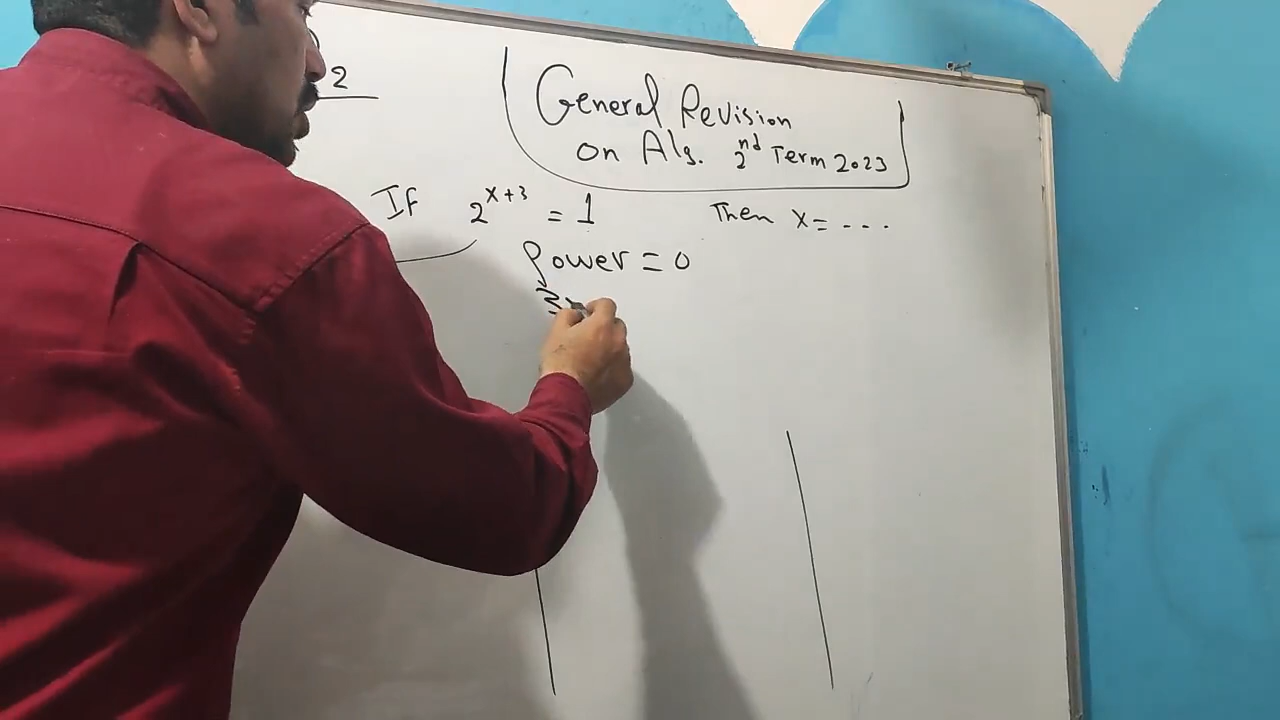 2
General Revision
on Alg. 2nd Term 2023
If 2^{x+3} = 1 Then x = - - -
Power = 0